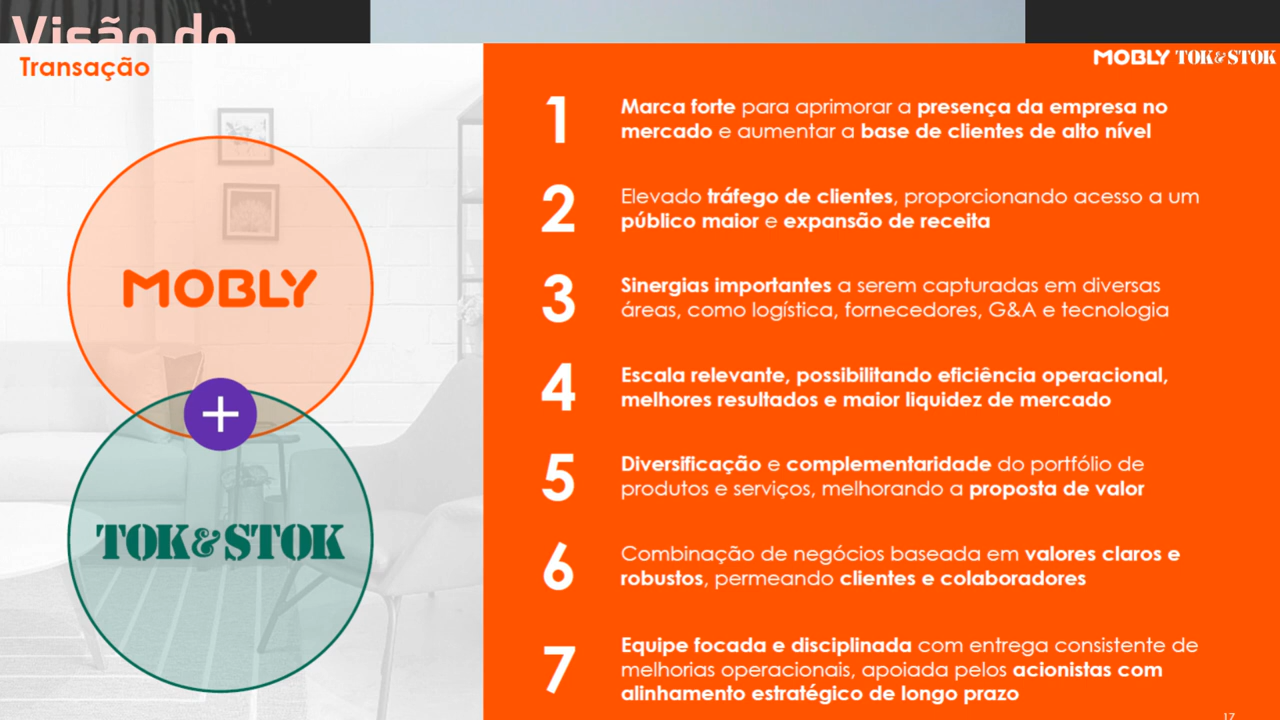 Visão do
Transação
MOBLY TOK&STOK
MOBLY
+
TOK&STOK
1
Marca forte para aprimorar a presença da empresa no
mercado e aumentar a base de clientes de alto nível
2
Elevado tráfego de clientes, proporcionando acesso a um
público maior e expansão de receita
3
Sinergias importantes a serem capturadas em diversas
áreas, como logística, fornecedores, G&A e tecnologia
4
Escala relevante, possibilitando eficiência operacional,
melhores resultados e maior liquidez de mercado
5
Diversificação e complementaridade do portfólio de
produtos e serviços, melhorando a proposta de valor
6
Combinação de negócios baseada em valores claros e
robustos, permeando clientes e colaboradores
7
Equipe focada e disciplinada com entrega consistente de
melhorias operacionais, apoiada pelos acionistas com
alinhamento estratégico de longo prazo
17